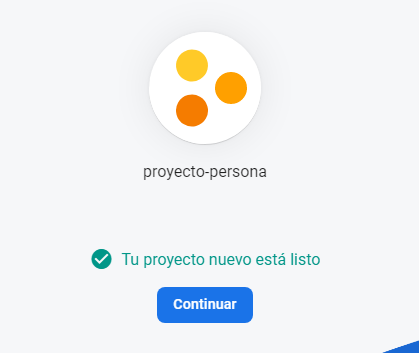 proyecto-persona
Tu proyecto nuevo está listo
Continuar